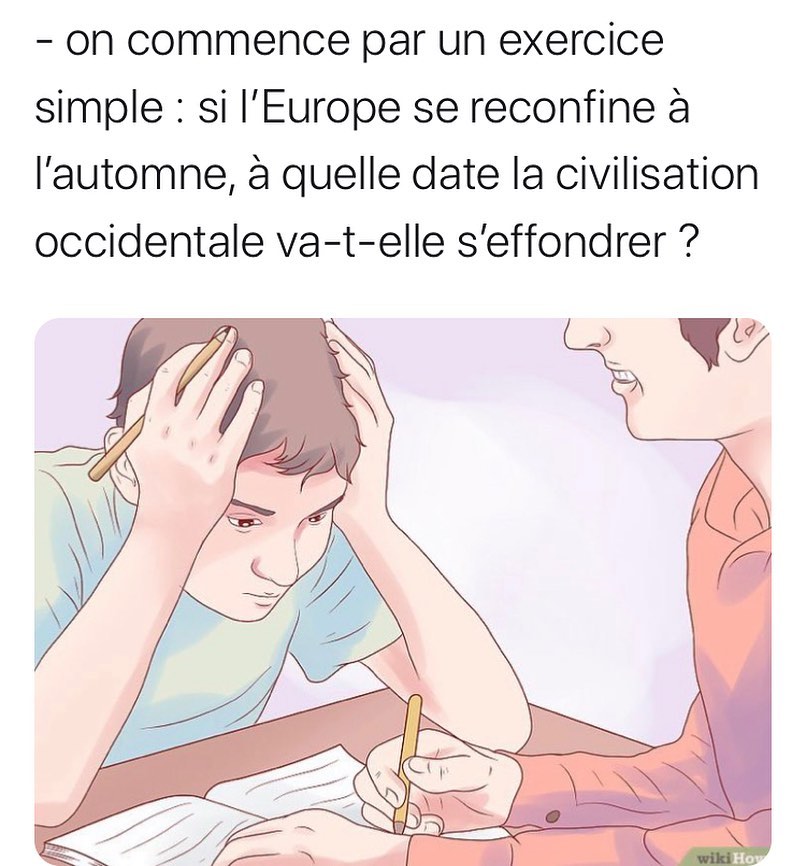 - on commence par un exercice
simple : si l’Europe se reconfine à
l’automne, à quelle date la civilisation
occidentale va-t-elle s’effondrer ?
wikiHow